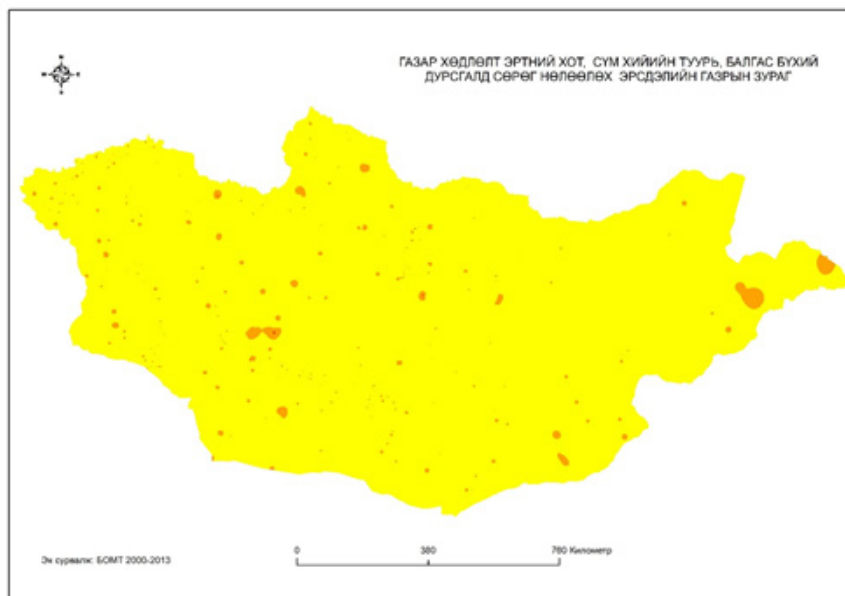 ГАЗАР ХӨДЛӨЛТ ЭРТНИЙ ХОТ, СҮМ ХИЙИЙН ТУУРЬ, БАЛГАС БҮХИЙ
ДУРСГАЛД СӨРӨГ НӨЛӨӨЛӨХ ЭРСДЭЛИЙН ГАЗРЫН ЗУРАГ
0 380 760 Километр
Эх сурвалж: БОМТ 2000-2013